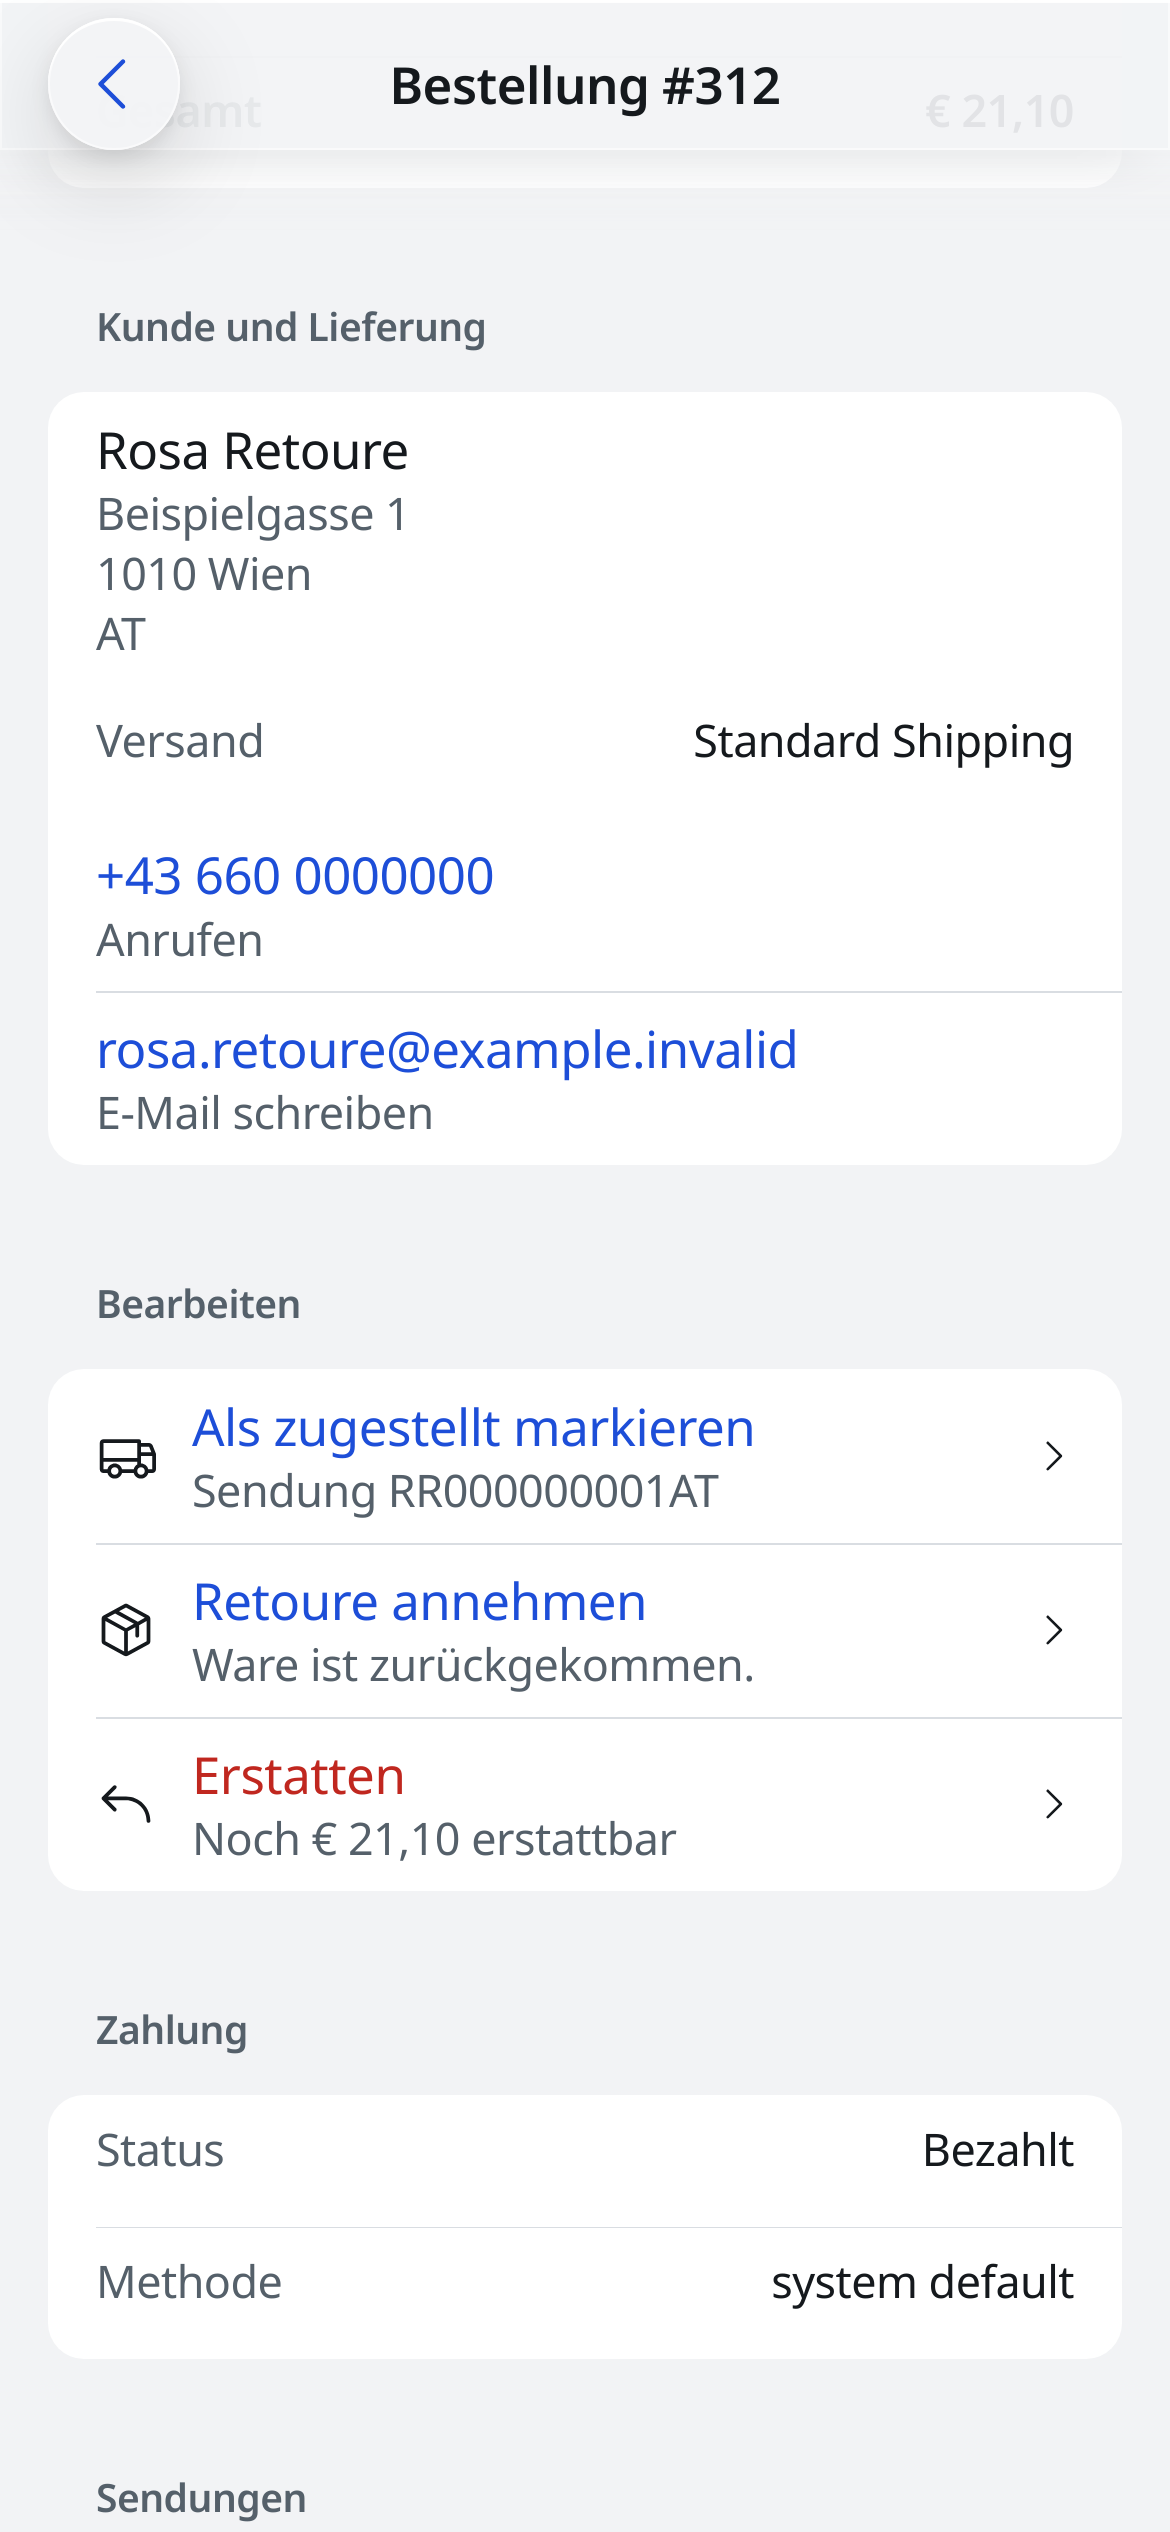 Bestellung #312
Gesamt € 21,10
Kunde und Lieferung
Rosa Retoure
Beispielgasse 1
1010 Wien
AT
Versand Standard Shipping
+43 660 0000000
Anrufen
rosa.retoure@example.invalid
E-Mail schreiben
Bearbeiten
Als zugestellt markieren
Sendung RR000000001AT
Retoure annehmen
Ware ist zurückgekommen.
Erstatten
Noch € 21,10 erstattbar
Zahlung
Status Bezahlt
Methode system default
Sendungen